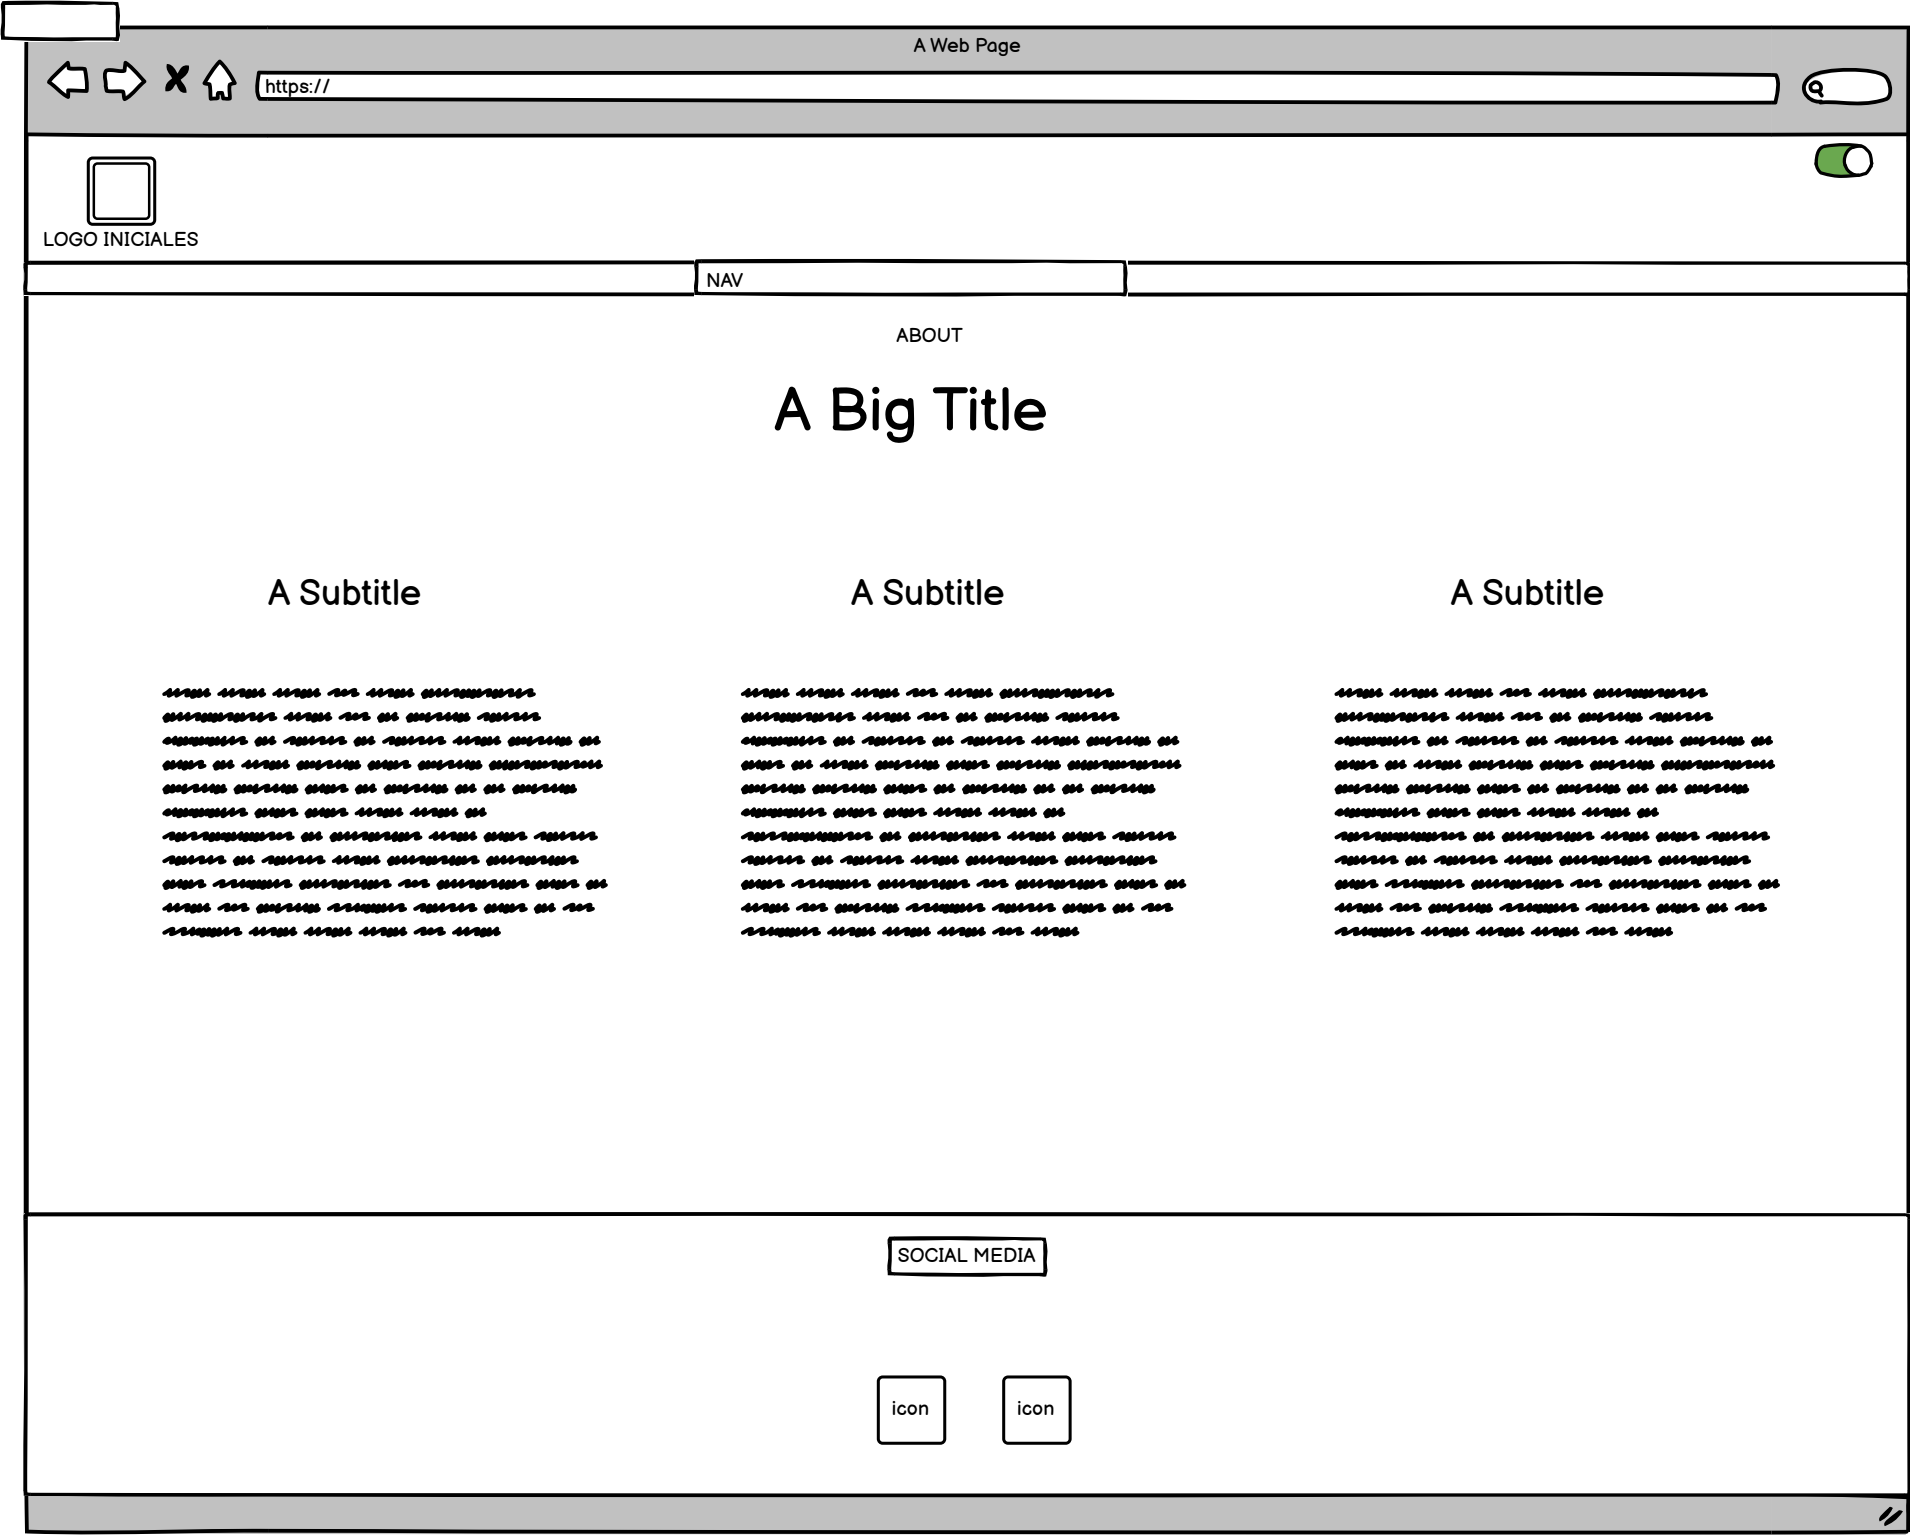 A Web Page
https://
LOGO INICIALES
NAV
ABOUT
A Big Title
A Subtitle
A Subtitle
A Subtitle
SOCIAL MEDIA
icon
icon